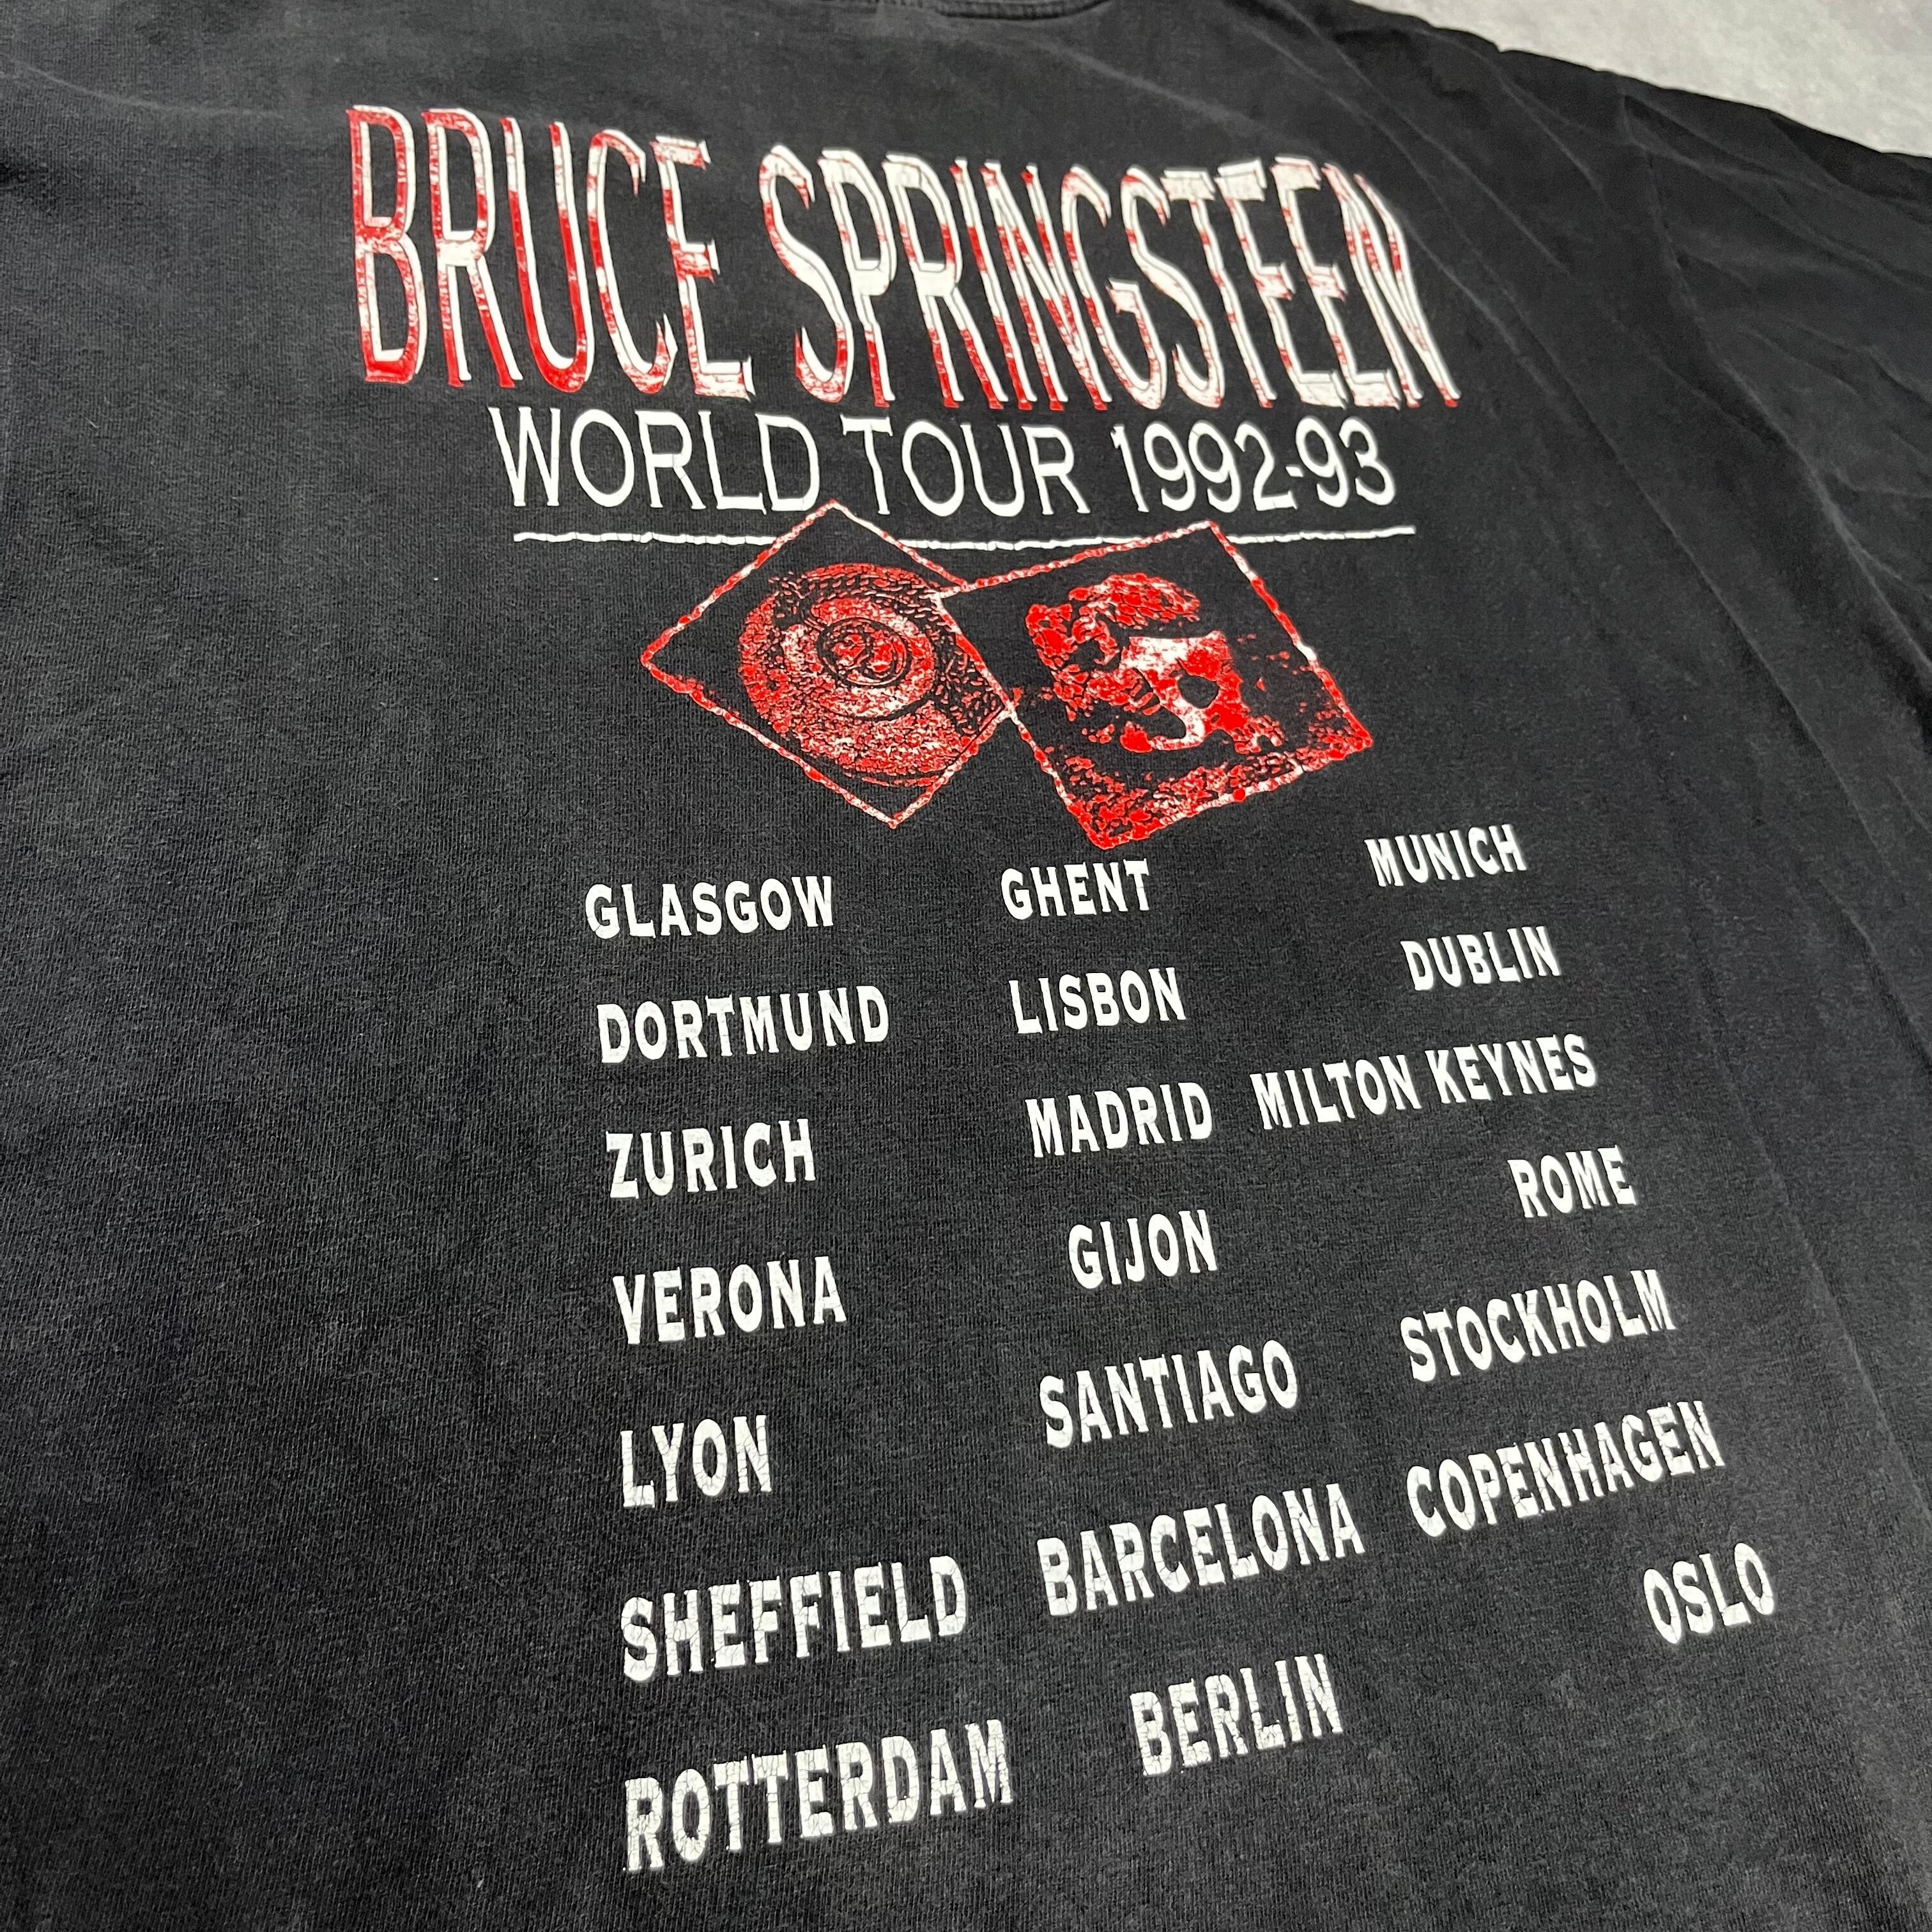 BRUCE SPRINGSTEEN
WORLD TOUR 1992-93
GLASGOW
DORTMUND
ZURICH
VERONA
LYON
SHEFFIELD
ROTTERDAM
GHENT
LISBON
MADRID
GIJON
SANTIAGO
BARCELONA
BERLIN
MUNICH
DUBLIN
MILTON KEYNES
ROME
STOCKHOLM
COPENHAGEN
OSLO